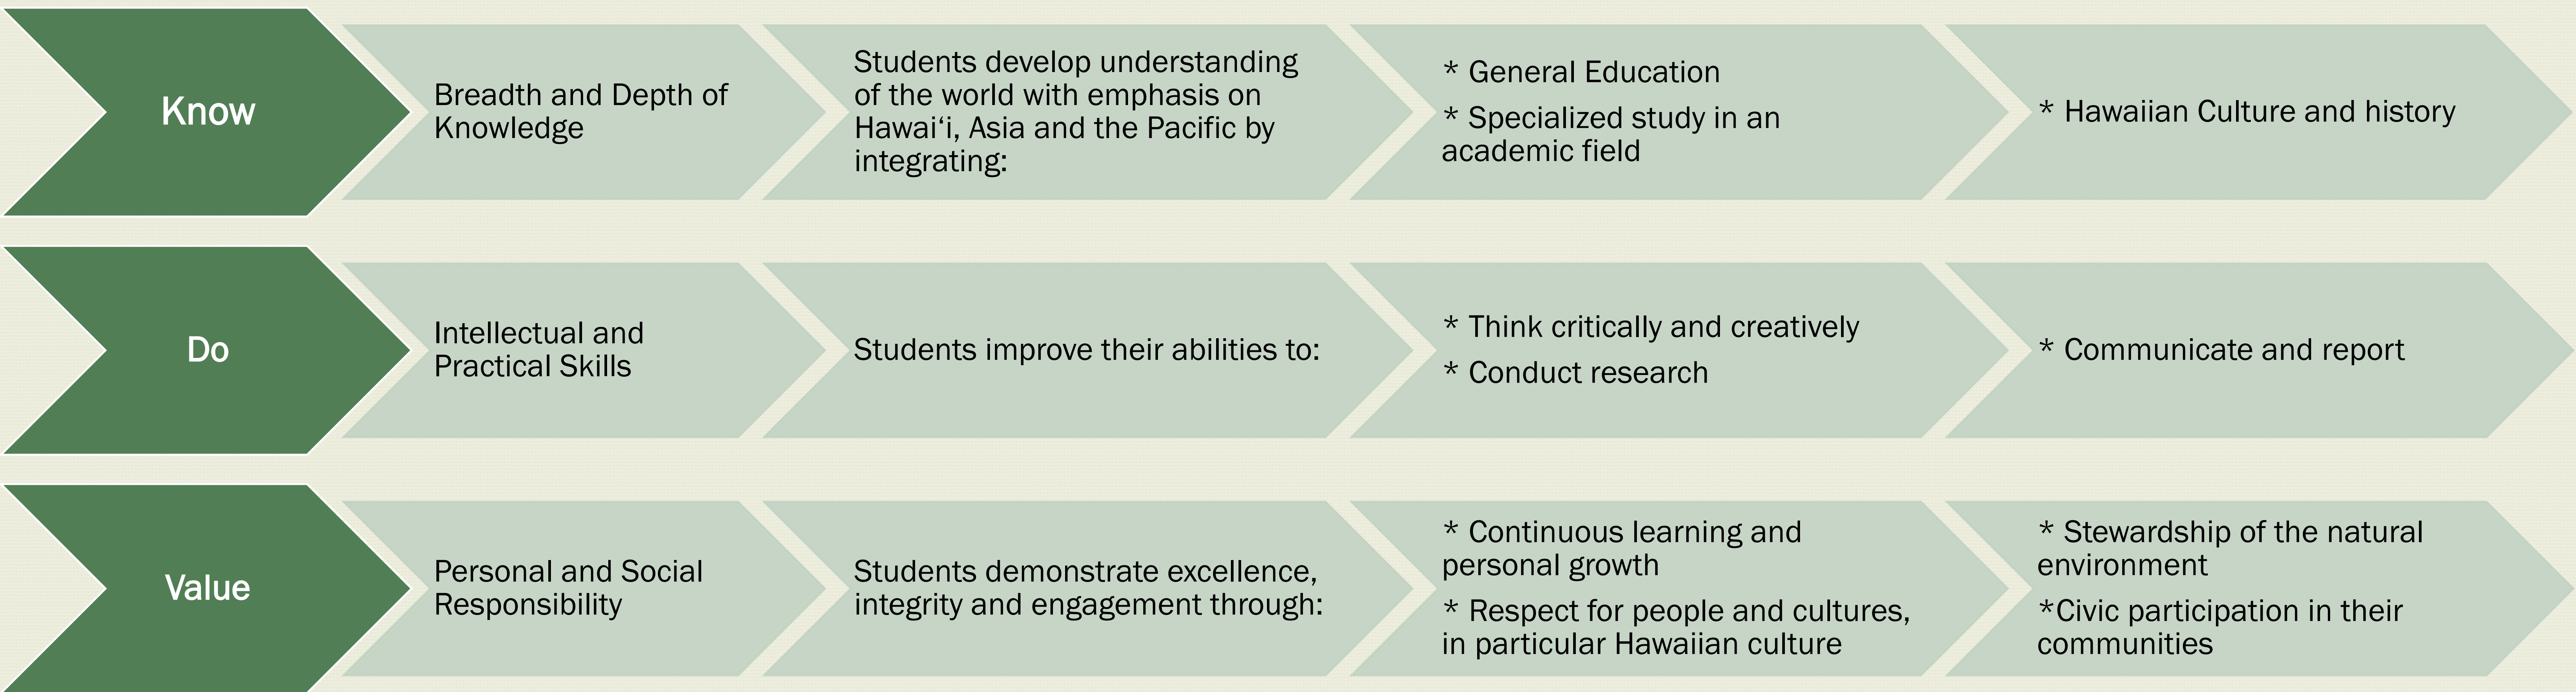 Know
Breadth and Depth of
Knowledge
Students develop understanding
of the world with emphasis on
Hawai‘i, Asia and the Pacific by
integrating:
* General Education
* Specialized study in an
academic field
* Hawaiian Culture and history
Do
Intellectual and
Practical Skills
Students improve their abilities to:
* Think critically and creatively
* Conduct research
* Communicate and report
Value
Personal and Social
Responsibility
Students demonstrate excellence,
integrity and engagement through:
* Continuous learning and
personal growth
* Respect for people and cultures,
in particular Hawaiian culture
* Stewardship of the natural
environment
*Civic participation in their
communities